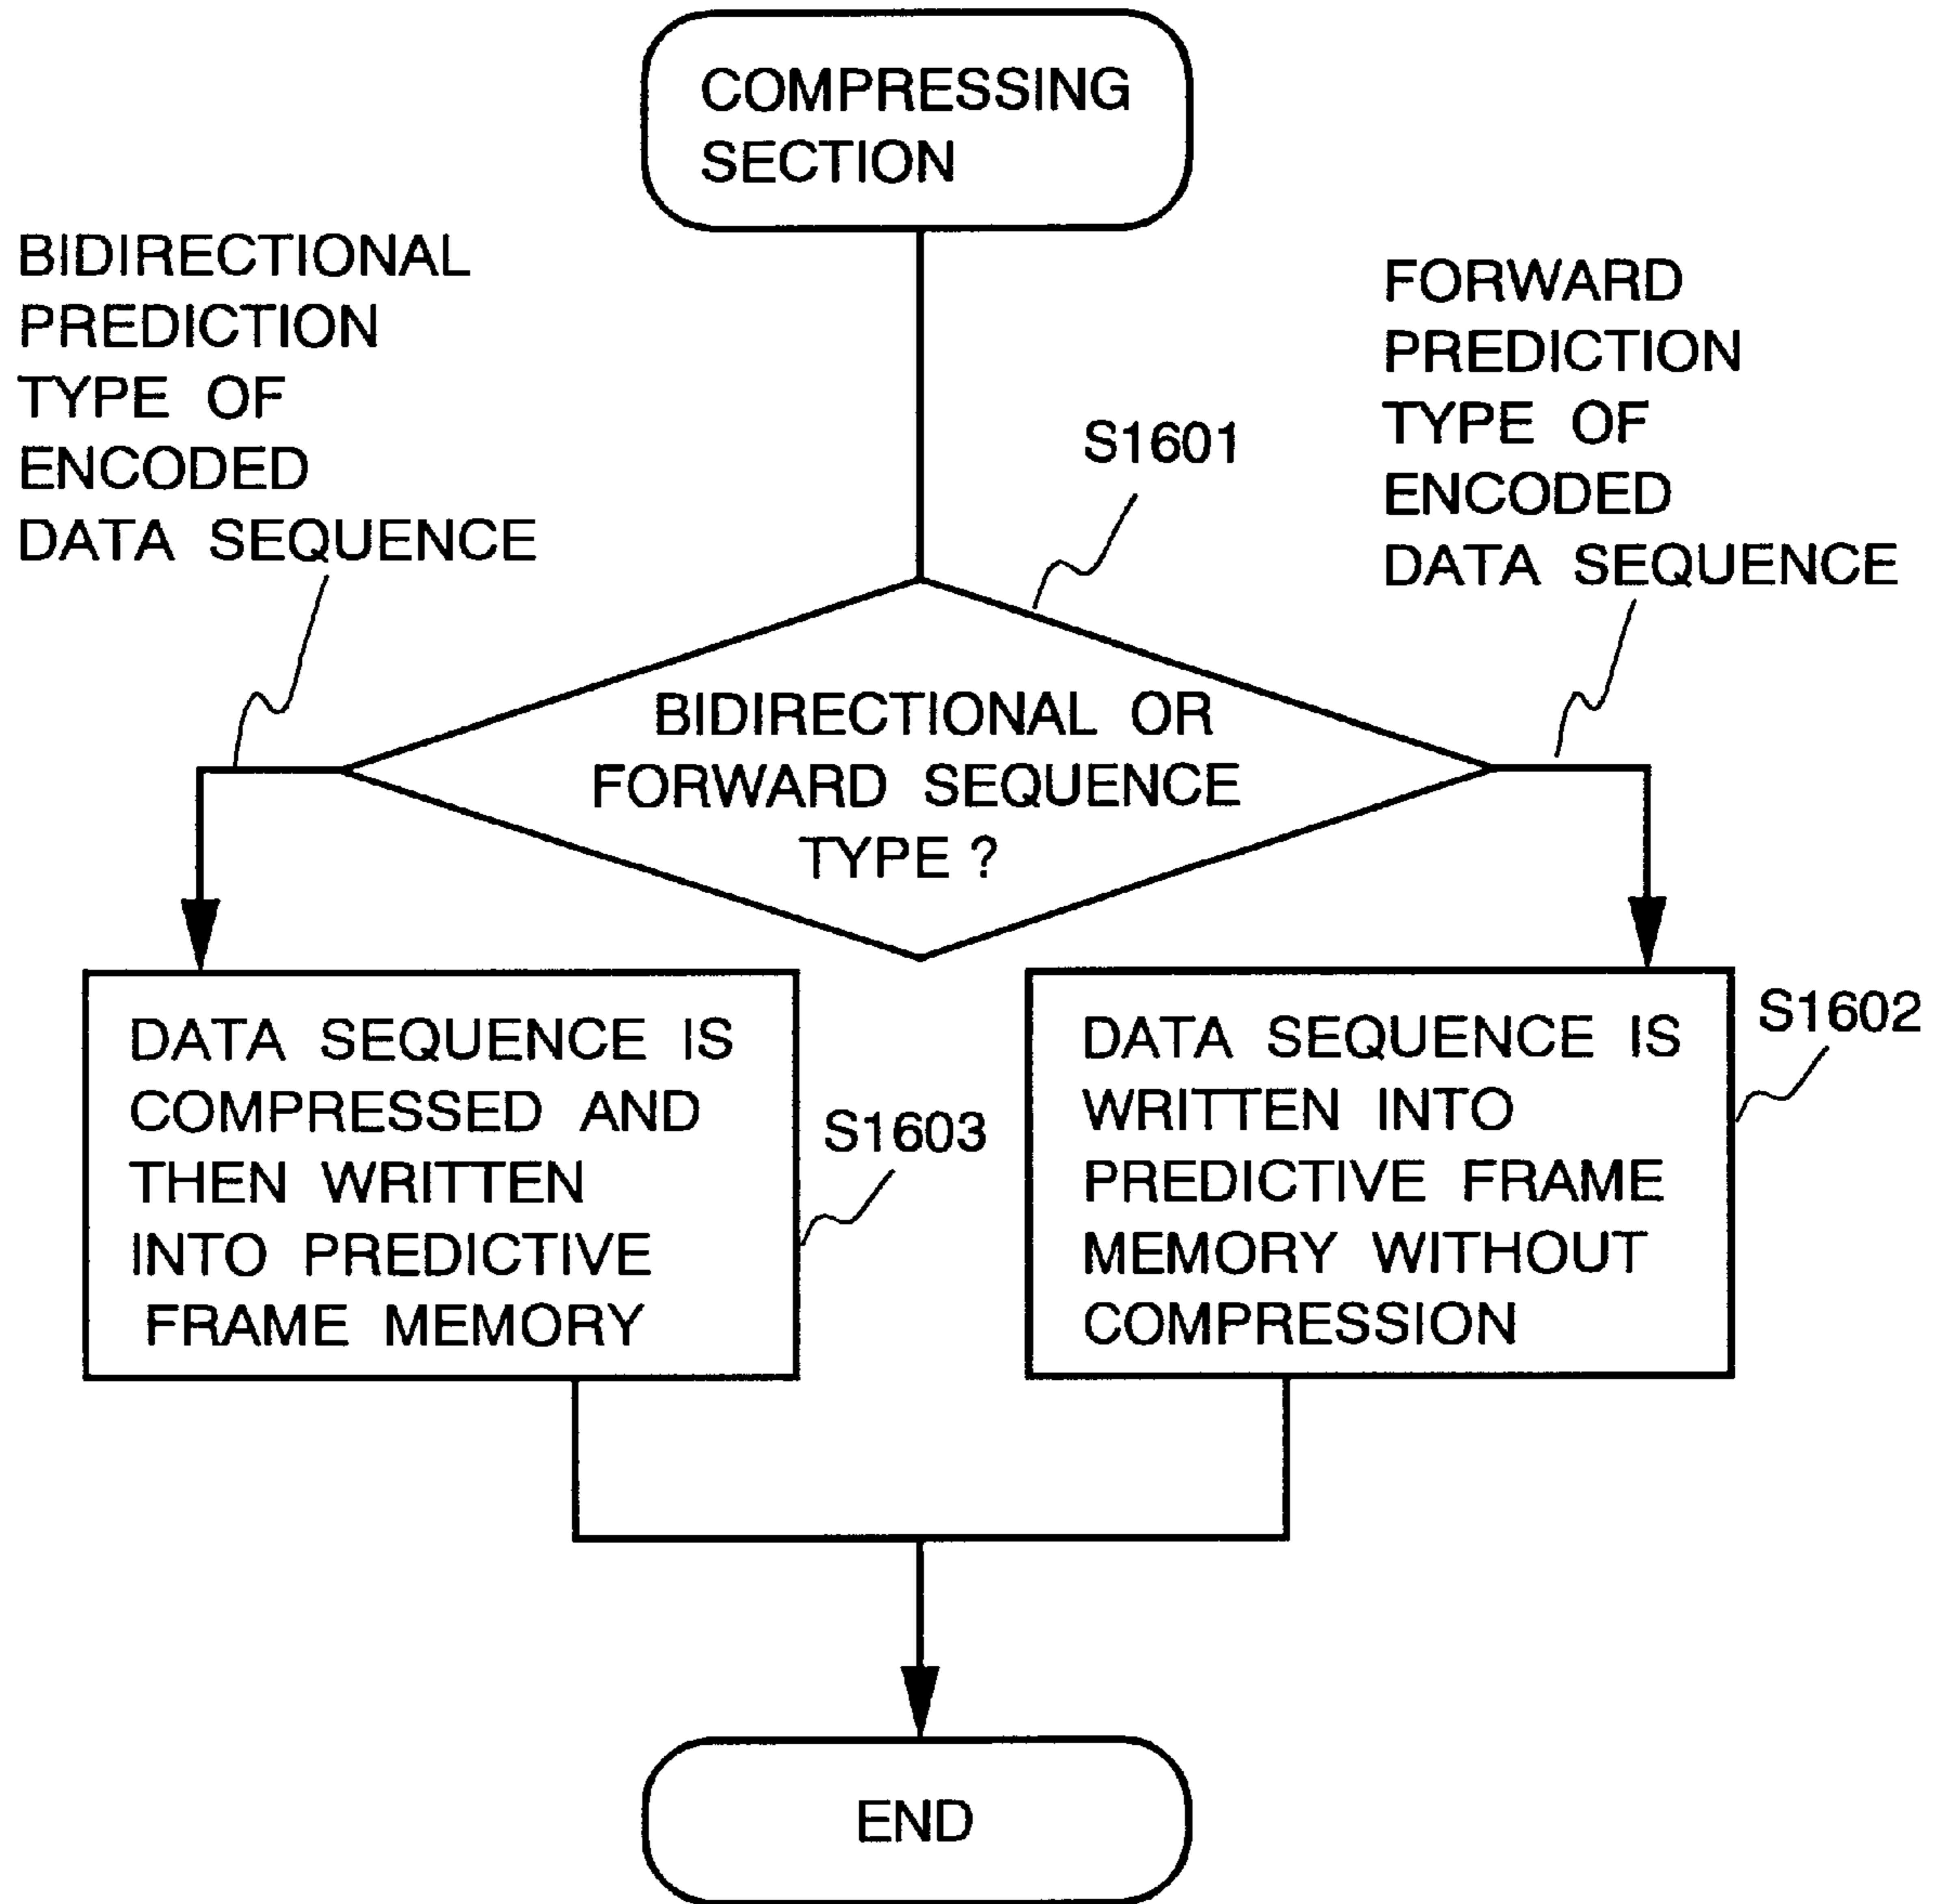 COMPRESSING
SECTION
BIDIRECTIONAL
PREDICTION
TYPE OF
ENCODED
DATA SEQUENCE
FORWARD
PREDICTION
TYPE OF
ENCODED
DATA SEQUENCE
S1601
BIDIRECTIONAL OR
FORWARD SEQUENCE
TYPE ?
DATA SEQUENCE IS
COMPRESSED AND
THEN WRITTEN
INTO PREDICTIVE
FRAME MEMORY
S1603
DATA SEQUENCE IS
WRITTEN INTO
PREDICTIVE FRAME
MEMORY WITHOUT
COMPRESSION
S1602
END